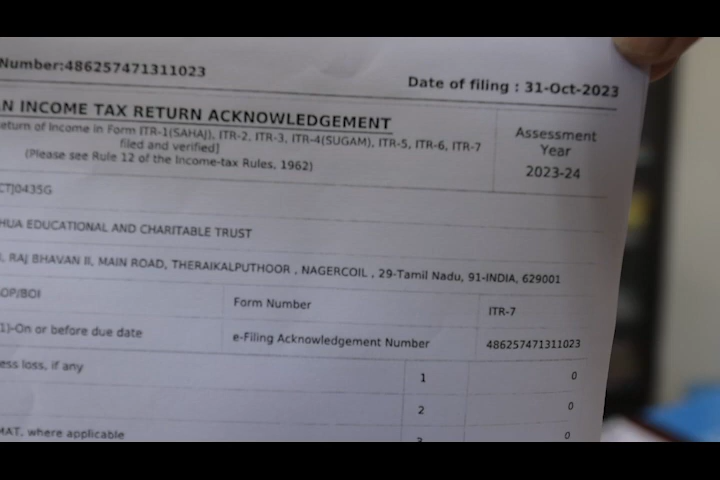 Number:486257471311023
Date of filing : 31-Oct-2023
N INCOME TAX RETURN ACKNOWLEDGEMENT
eturn of Income in Form ITR-1(SAHAJ), ITR-2, ITR-3, ITR-4(SUGAM), ITR-5, ITR-6, ITR-7
filed and verified]
(Please see Rule 12 of the Income-tax Rules, 1962)
Assessment
Year
2023-24
CTJ0435G
HUA EDUCATIONAL AND CHARITABLE TRUST
, RAJ BHAVAN II, MAIN ROAD, THERAIKALPUTHOOR , NAGERCOIL , 29-Tamil Nadu, 91-INDIA, 629001
OP/BOI Form Number ITR-7
1)-On or before due date e-Filing Acknowledgement Number 486257471311023
ess loss, if any 1 0
2 0
MAT, where applicable 3 0